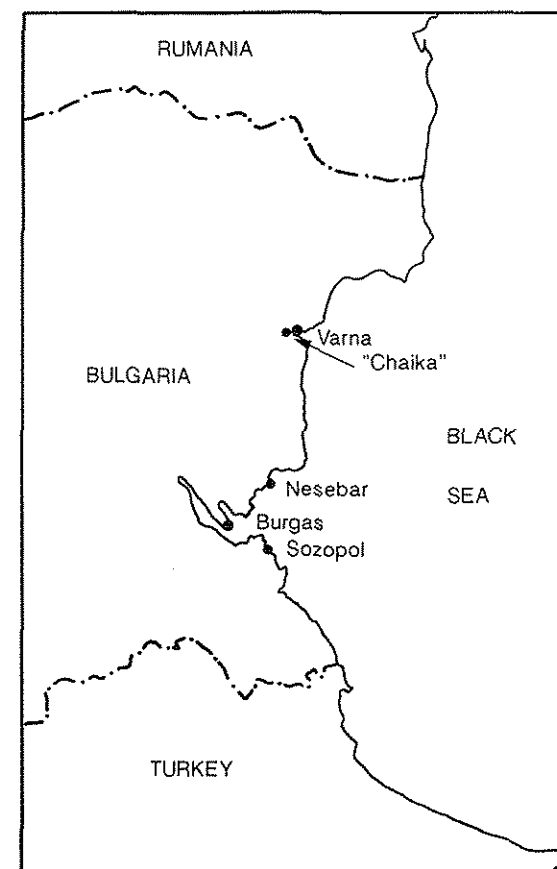 RUMANIA
Varna
"Chaika"
BULGARIA
BLACK
SEA
Nesebar
Burgas
Sozopol
TURKEY